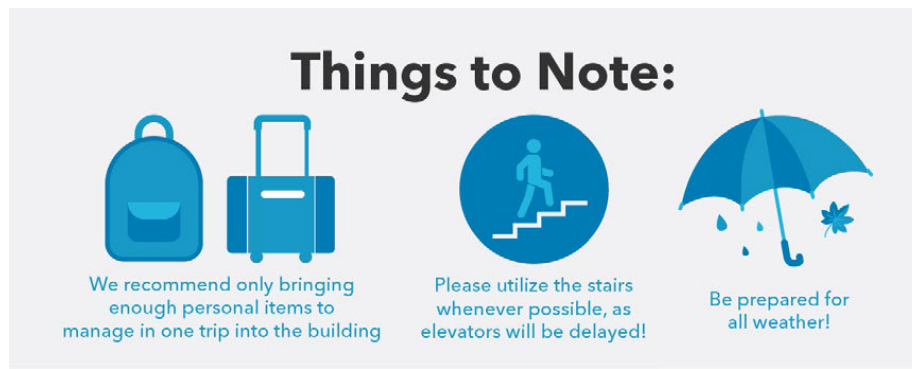 Things to Note:
We recommend only bringing
enough personal items to
manage in one trip into the building
Please utilize the stairs
whenever possible, as
elevators will be delayed!
Be prepared for
all weather!